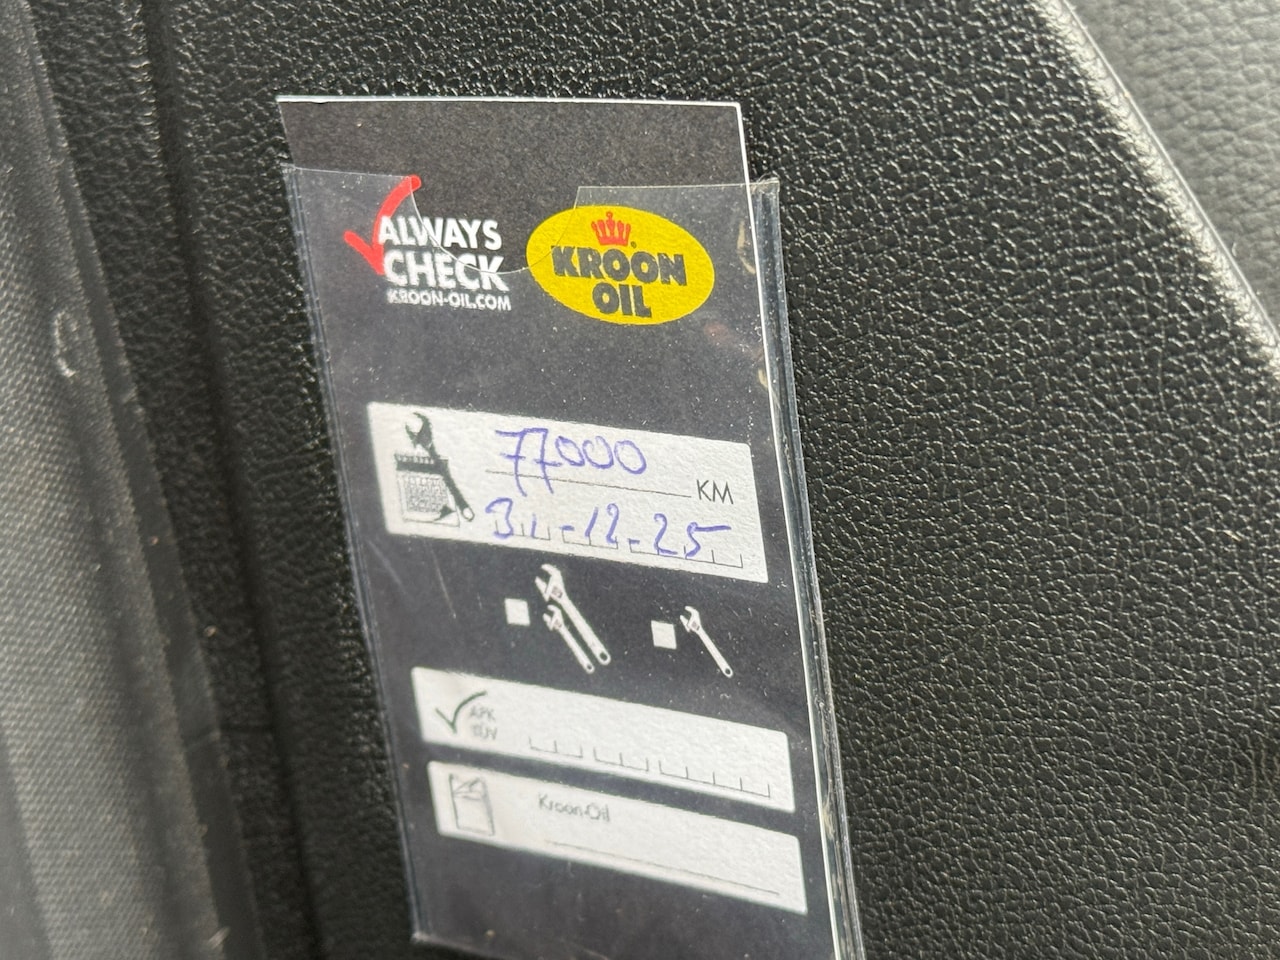 ALWAYS
CHECK
KROON-OIL.COM
KROON
OIL
77000 KM
31-12-25
APK
TÜV
Kroon-Oil